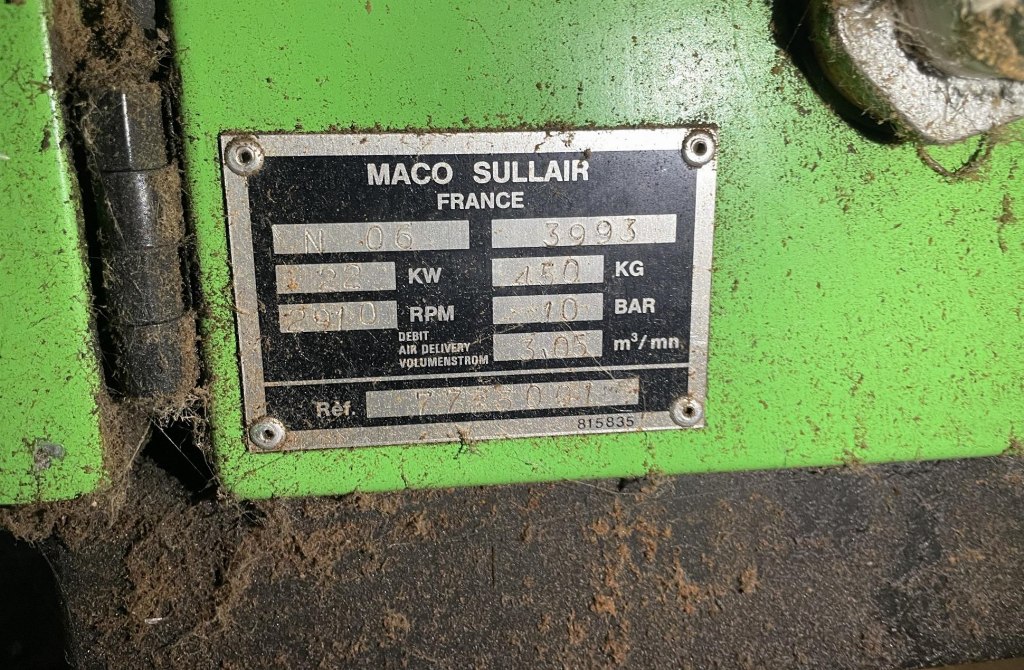 MACO SULLAIR
FRANCE
N 06 3993
22 KW 450 KG
2910 RPM 10 BAR
DEBIT
AIR DELIVERY
VOLUMENSTROM 3,05 m³/mn
Réf.
815835